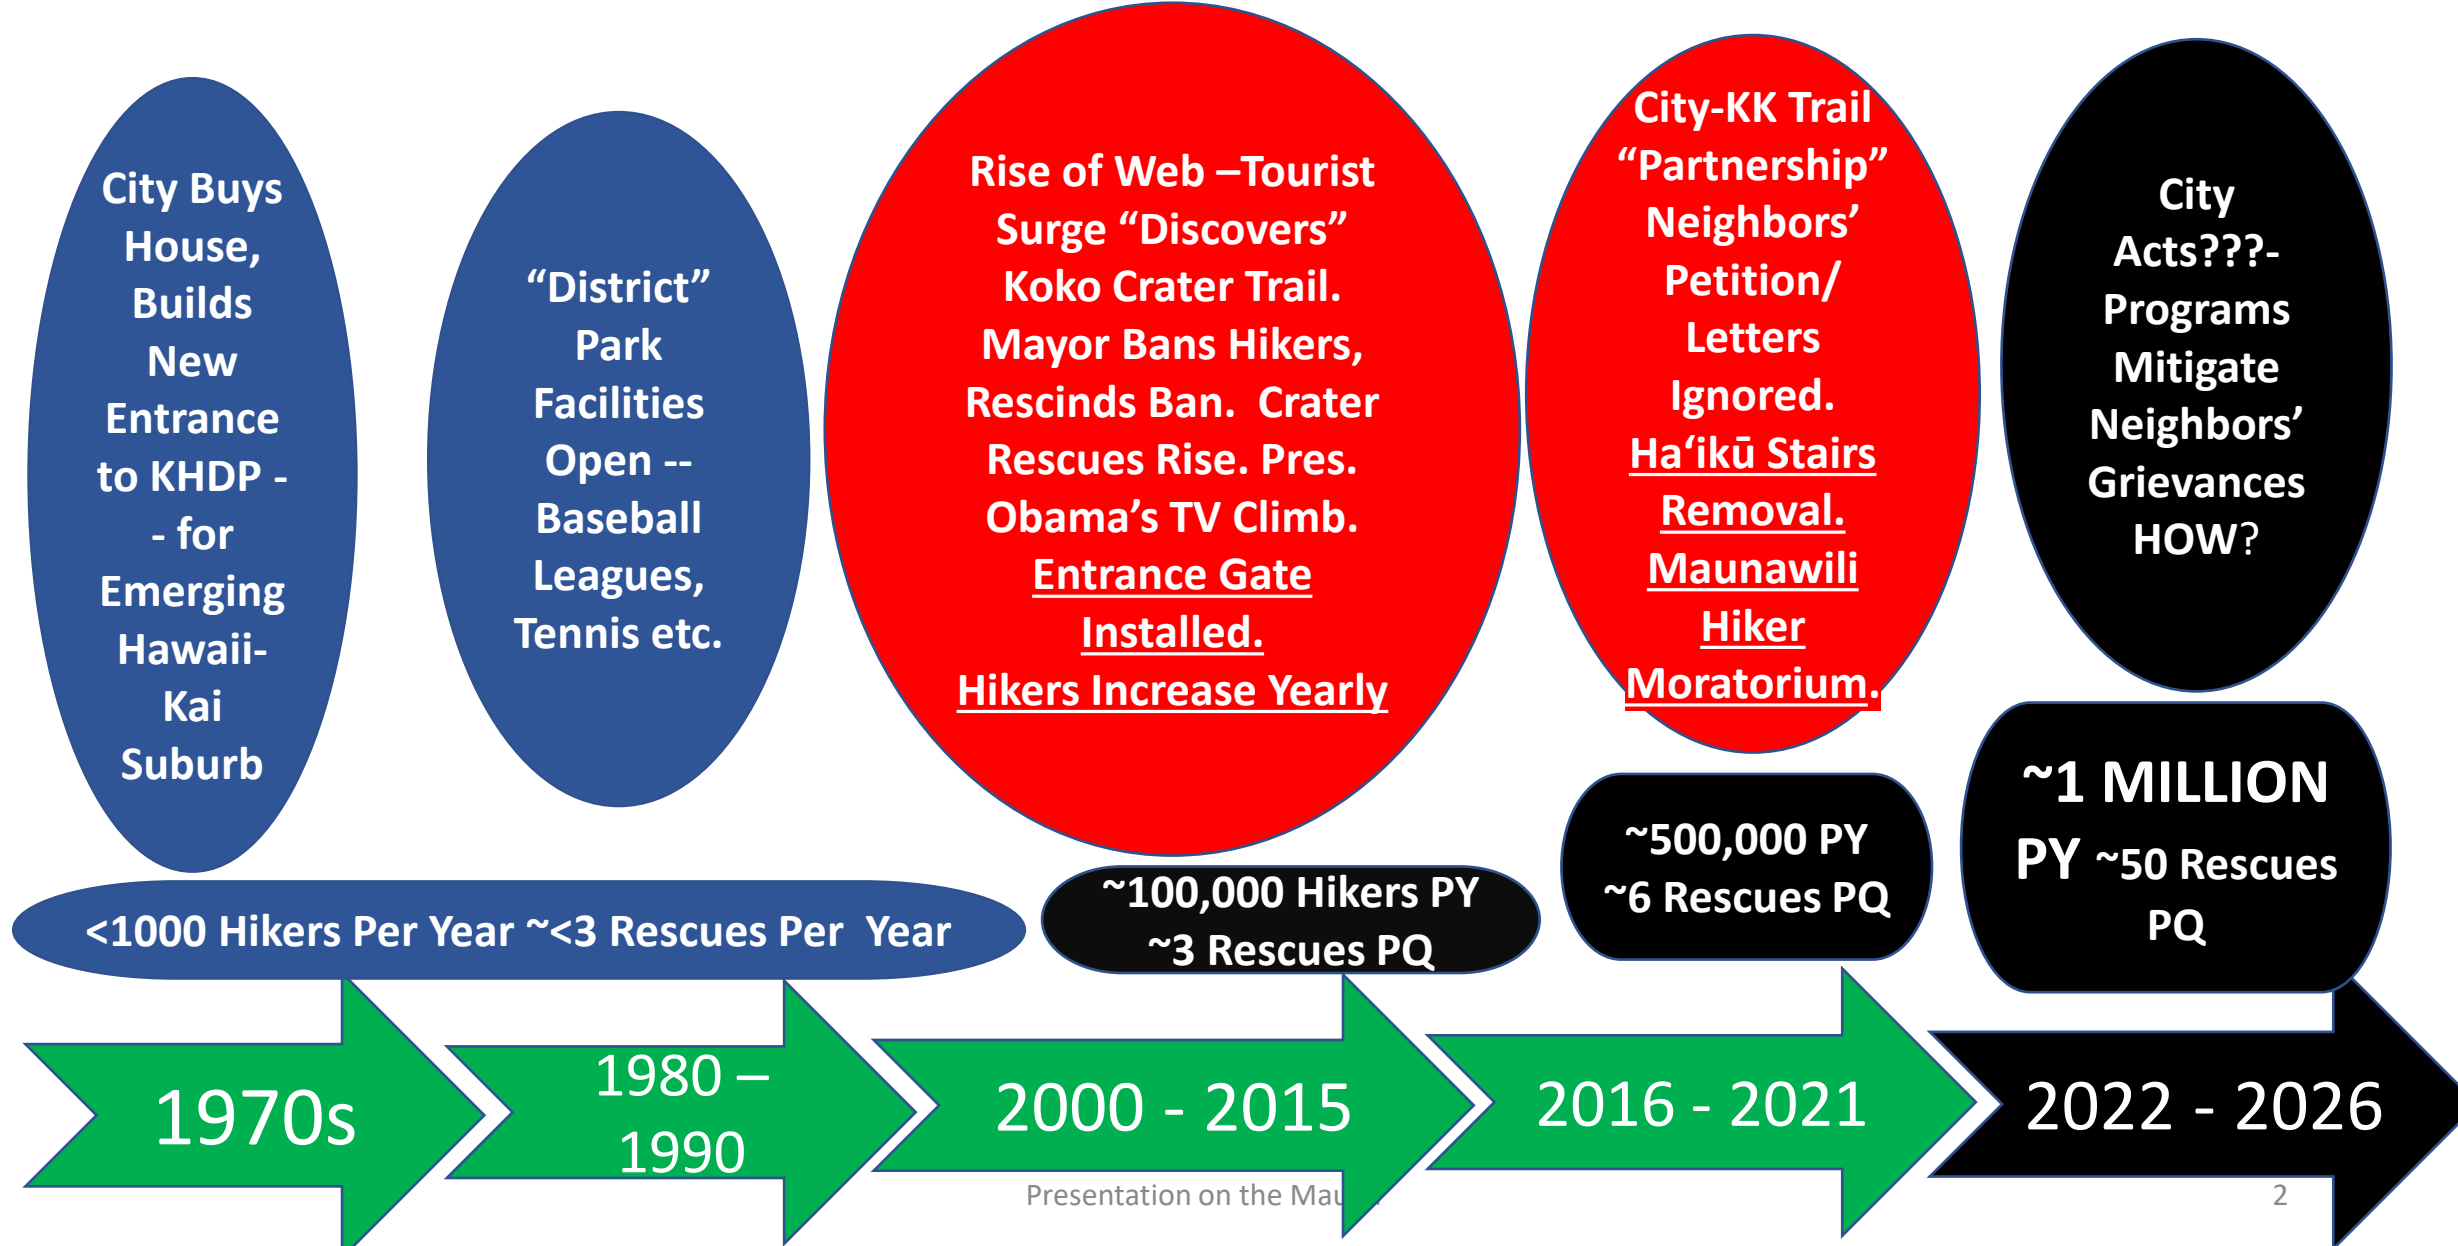 City Buys
House,
Builds
New
Entrance
to KHDP -
- for
Emerging
Hawaii-
Kai
Suburb
“District”
Park
Facilities
Open --
Baseball
Leagues,
Tennis etc.
Rise of Web –Tourist
Surge “Discovers”
Koko Crater Trail.
Mayor Bans Hikers,
Rescinds Ban.  Crater
Rescues Rise. Pres.
Obama’s TV Climb.
Entrance Gate
Installed.
Hikers Increase Yearly
City-KK Trail
“Partnership”
Neighbors’
Petition/
Letters
Ignored.
Ha‘ikū Stairs
Removal.
Maunawili
Hiker
Moratorium.
City
Acts???-
Programs
Mitigate
Neighbors’
Grievances
HOW?
<1000 Hikers Per Year ~<3 Rescues Per  Year
~100,000 Hikers PY
~3 Rescues PQ
~500,000 PY
~6 Rescues PQ
~1 MILLION
PY ~50 Rescues
PQ
1970s
1980 –
1990
2000 - 2015
2016 - 2021
2022 - 2026
Presentation on the
2